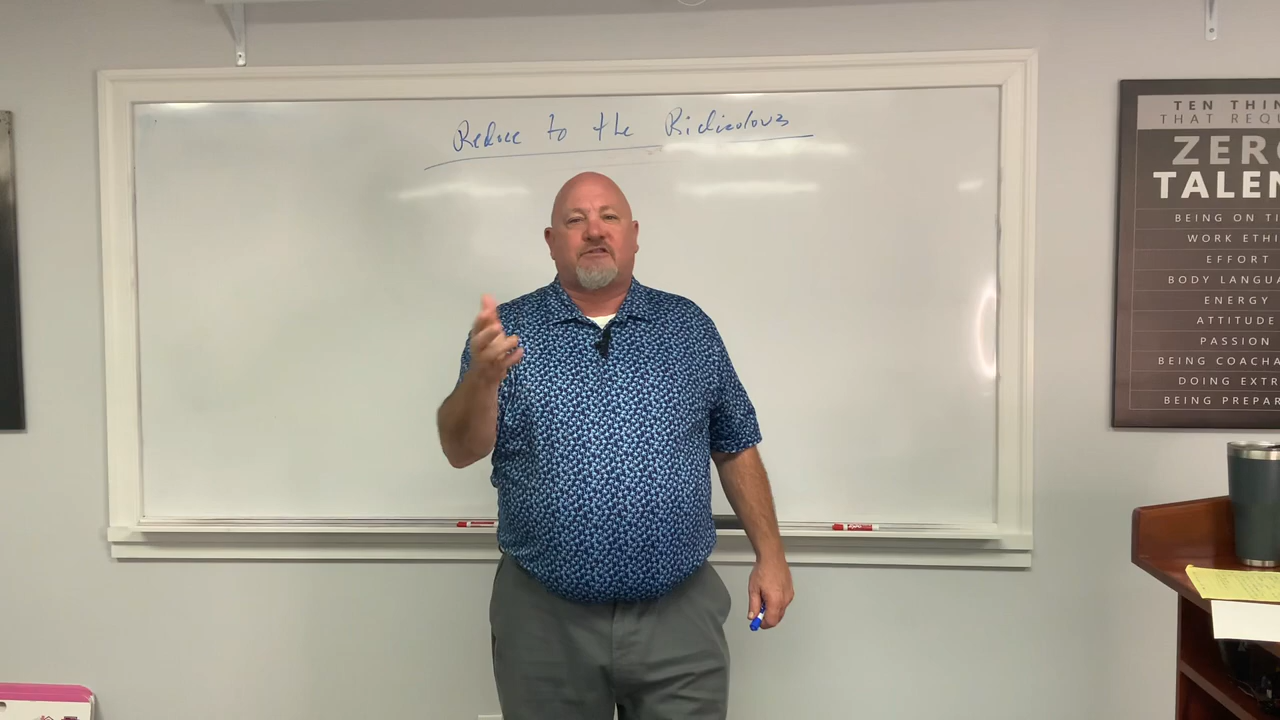 Reduce to the Ridiculous
TEN THIN
THAT REQU
ZERO
TALEN
BEING ON TI
WORK ETHI
EFFORT
BODY LANGUA
ENERGY
ATTITUDE
PASSION
BEING COACHA
DOING EXTR
BEING PREPAR